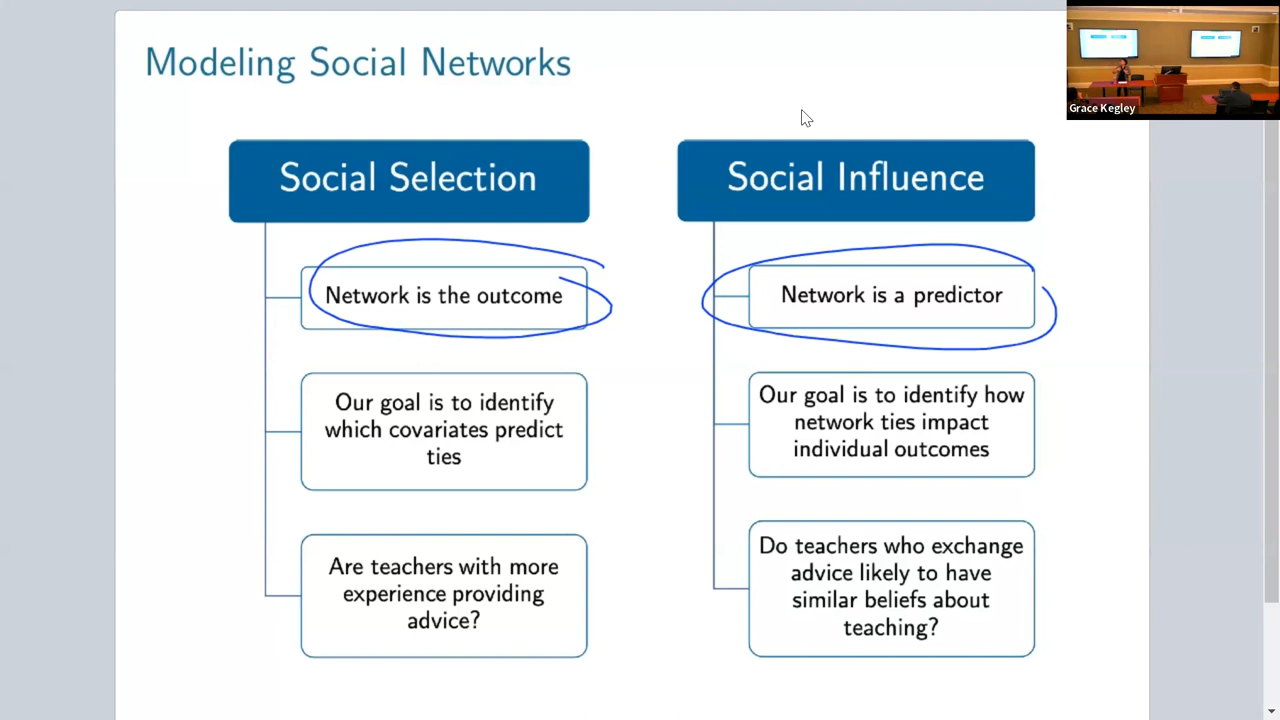 Modeling Social Networks
Grace Kegley
Social Selection
Network is the outcome
Our goal is to identify
which covariates predict
ties
Are teachers with more
experience providing
advice?
Social Influence
Network is a predictor
Our goal is to identify how
network ties impact
individual outcomes
Do teachers who exchange
advice likely to have
similar beliefs about
teaching?